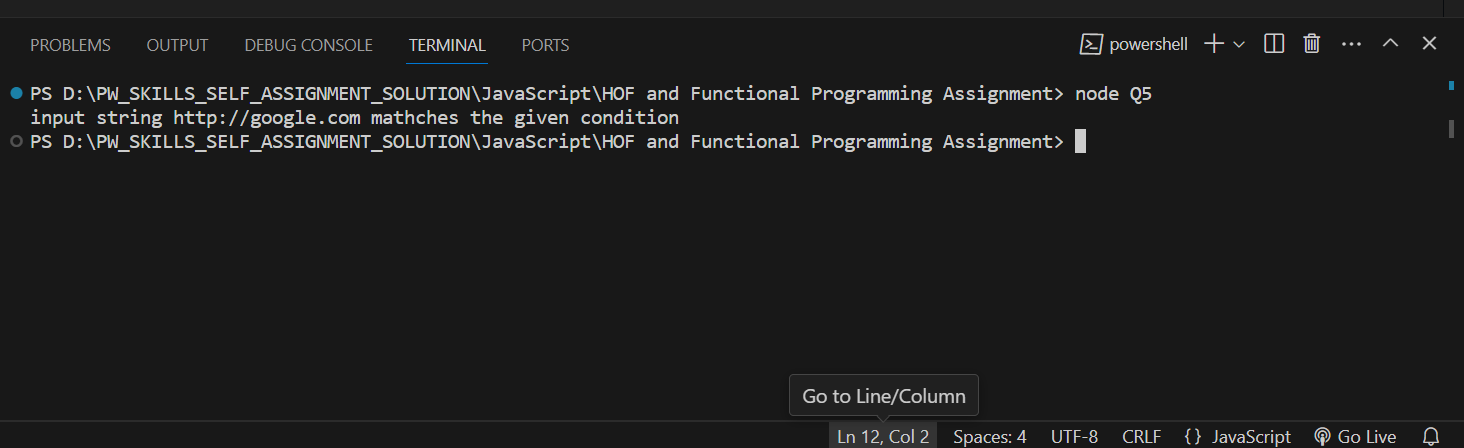 PROBLEMS OUTPUT DEBUG CONSOLE TERMINAL PORTS powershell
PS D:\PW_SKILLS_SELF_ASSIGNMENT_SOLUTION\JavaScript\HOF and Functional Programming Assignment> node Q5
input string http://google.com mathches the given condition
PS D:\PW_SKILLS_SELF_ASSIGNMENT_SOLUTION\JavaScript\HOF and Functional Programming Assignment>
Go to Line/Column
Ln 12, Col 2 Spaces: 4 UTF-8 CRLF {} JavaScript Go Live